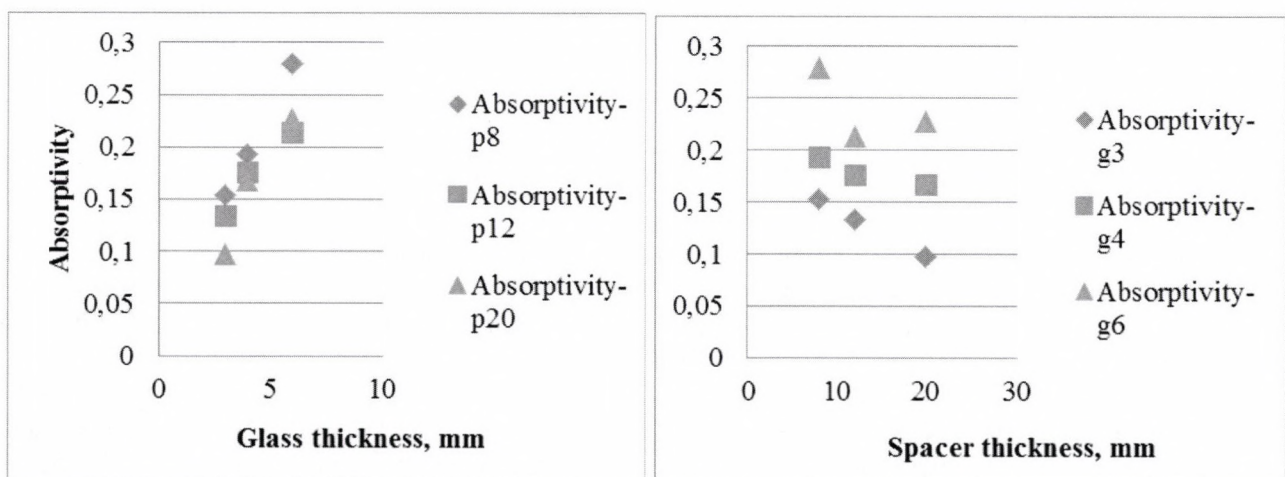 0,3
0,25
0,2
0,15
0,1
0,05
0
Absorptivity
0
5
10
Glass thickness, mm
Absorptivity-
p8
Absorptivity-
p12
Absorptivity-
p20
0,3
0,25
0,2
0,15
0,1
0,05
0
0
10
20
30
Spacer thickness, mm
Absorptivity-
g3
Absorptivity-
g4
Absorptivity-
g6